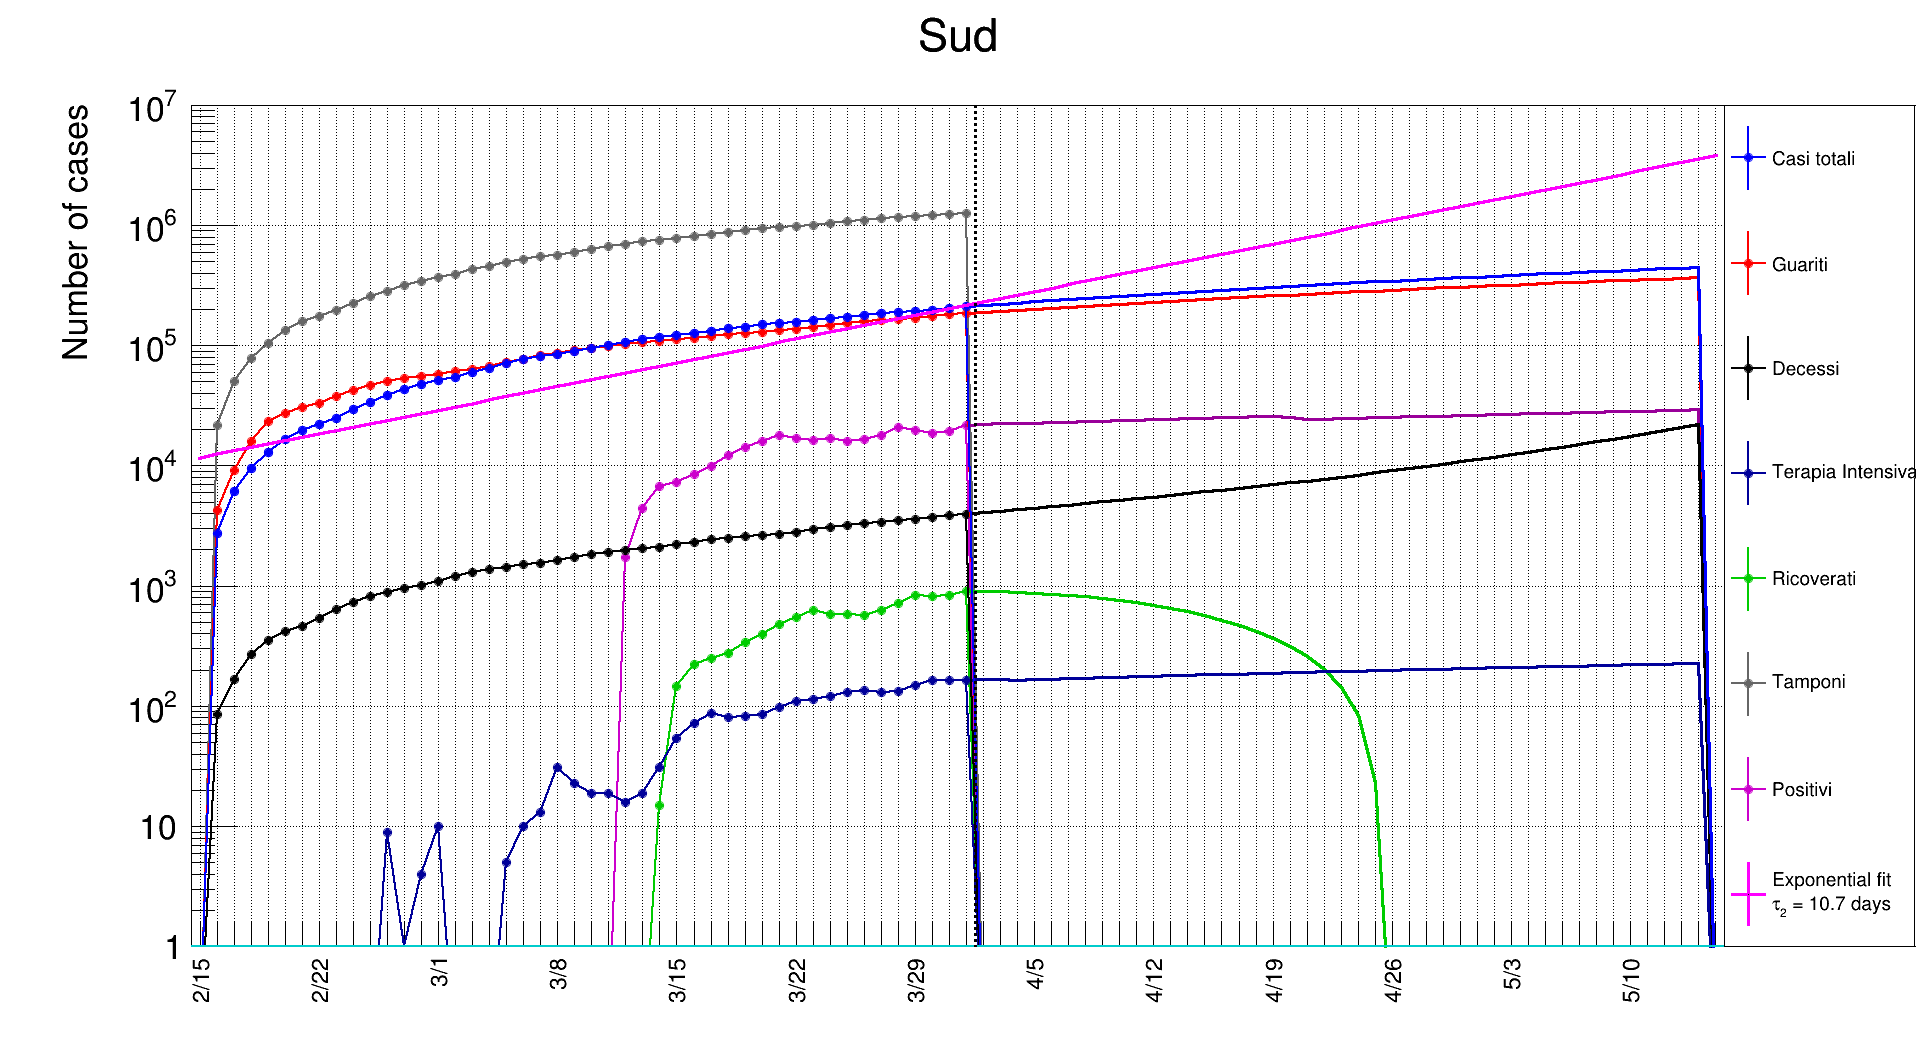 Sud
Number of cases
10^7
10^6
10^5
10^4
10^3
10^2
10
1
2/15
2/22
3/1
3/8
3/15
3/22
3/29
4/5
4/12
4/19
4/26
5/3
5/10
Casi totali
Guariti
Decessi
Terapia Intensiva
Ricoverati
Tamponi
Positivi
Exponential fit
τ₂ = 10.7 days